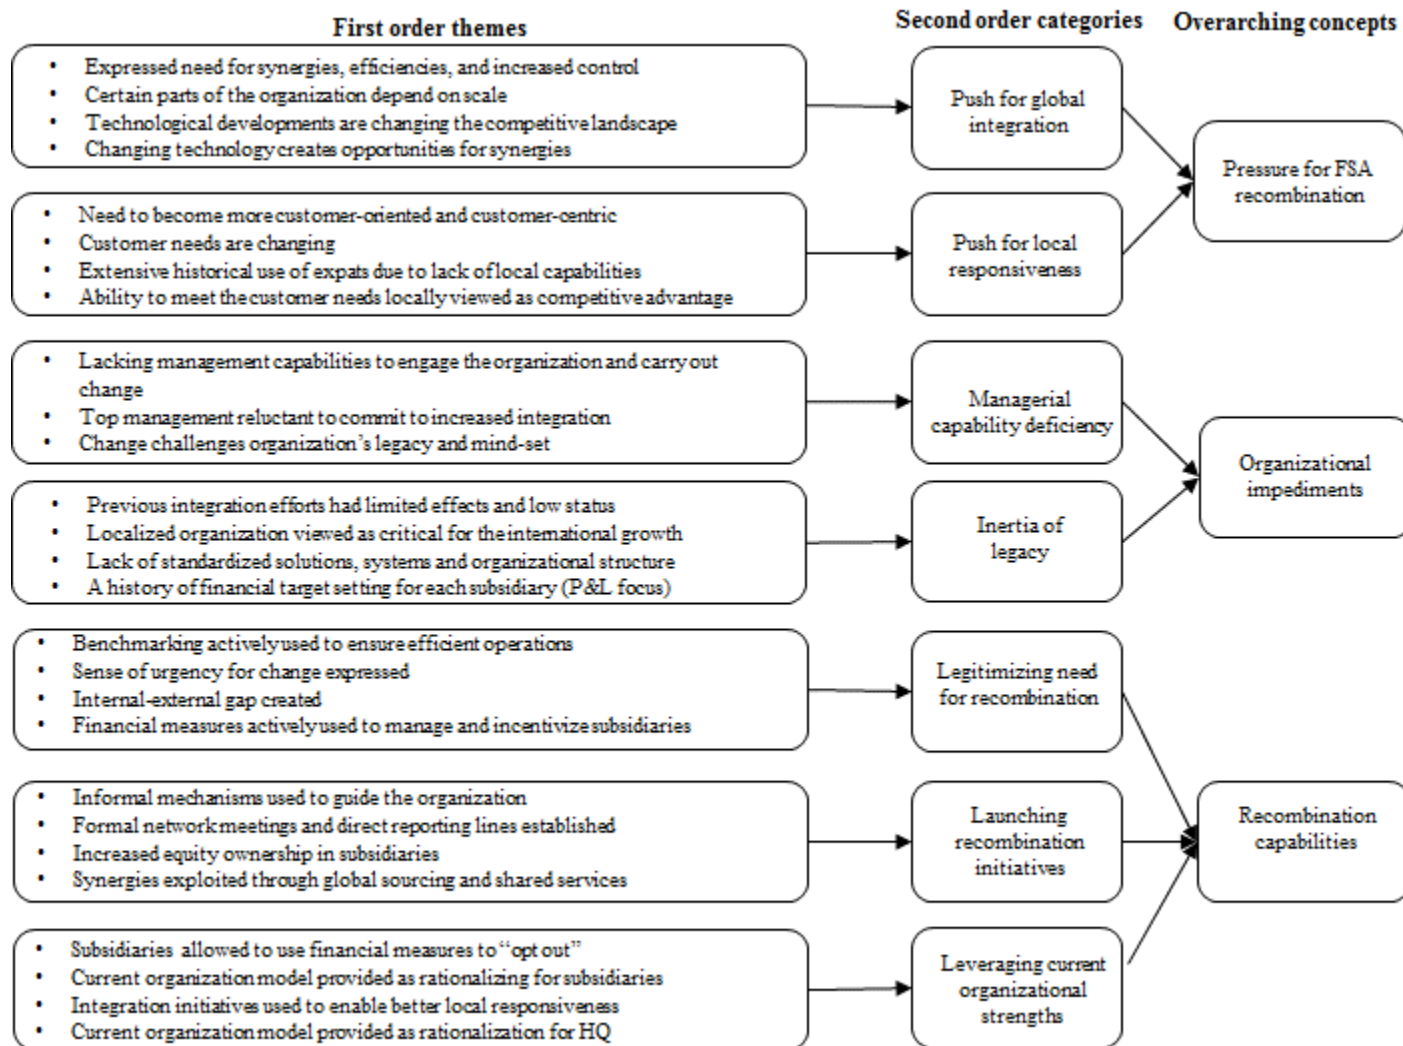 First order themes
Second order categories
Overarching concepts
• Expressed need for synergies, efficiencies, and increased control
• Certain parts of the organization depend on scale
• Technological developments are changing the competitive landscape
• Changing technology creates opportunities for synergies
Push for global
integration
Pressure for FSA
recombination
• Need to become more customer-oriented and customer-centric
• Customer needs are changing
• Extensive historical use of expats due to lack of local capabilities
• Ability to meet the customer needs locally viewed as competitive advantage
Push for local
responsiveness
• Lacking management capabilities to engage the organization and carry out
change
• Top management reluctant to commit to increased integration
• Change challenges organization’s legacy and mind-set
Managerial
capability deficiency
Organizational
impediments
• Previous integration efforts had limited effects and low status
• Localized organization viewed as critical for the international growth
• Lack of standardized solutions, systems and organizational structure
• A history of financial target setting for each subsidiary (P&L focus)
Inertia of
legacy
• Benchmarking actively used to ensure efficient operations
• Sense of urgency for change expressed
• Internal-external gap created
• Financial measures actively used to manage and incentivize subsidiaries
Legitimizing need
for recombination
• Informal mechanisms used to guide the organization
• Formal network meetings and direct reporting lines established
• Increased equity ownership in subsidiaries
• Synergies exploited through global sourcing and shared services
Launching
recombination
initiatives
Recombination
capabilities
• Subsidiaries allowed to use financial measures to “opt out”
• Current organization model provided as rationalizing for subsidiaries
• Integration initiatives used to enable better local responsiveness
• Current organization model provided as rationalization for HQ
Leveraging current
organizational
strengths